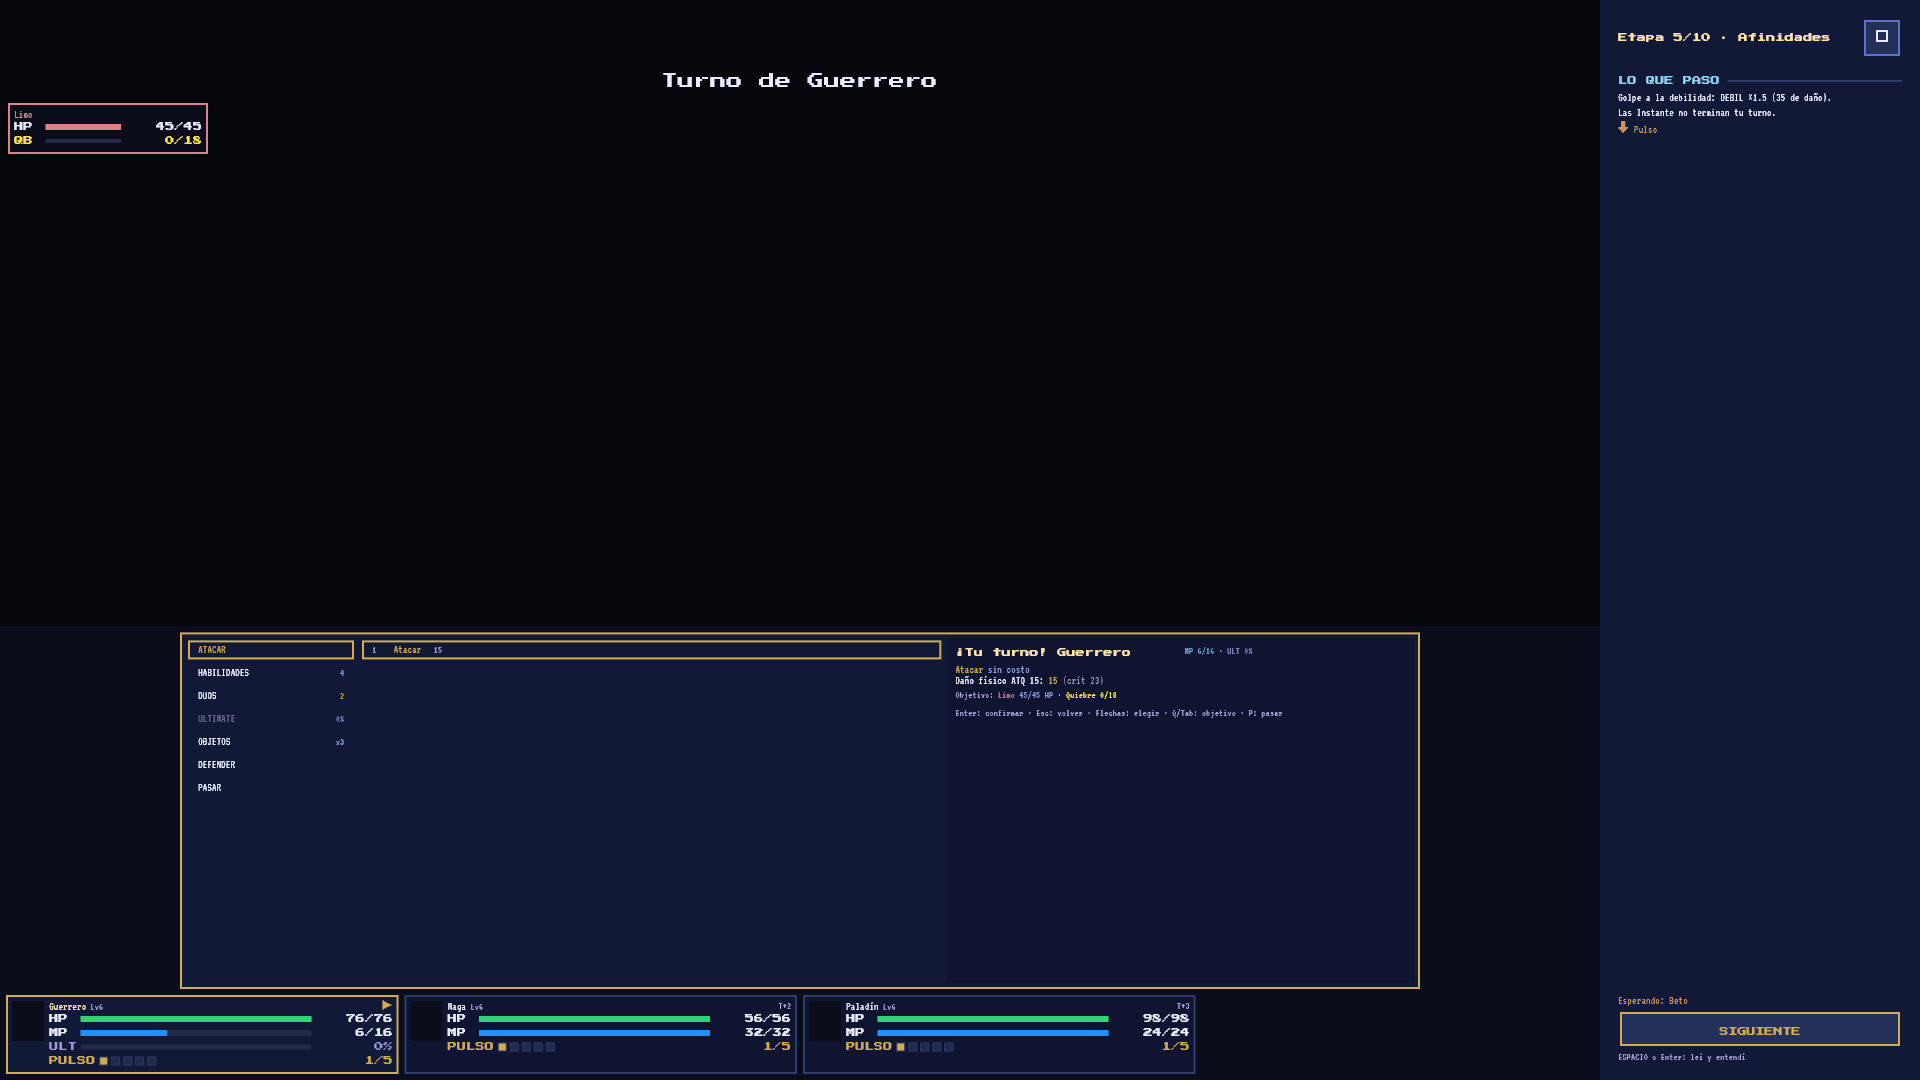 Turno de Guerrero
Limo
HP 45/45
QB 0/18
Etapa 5/10 · Afinidades
LO QUE PASO
Golpe a la debilidad: DEBIL X1.5 (35 de daño).
Las Instante no terminan tu turno.
Pulso
ATACAR
HABILIDADES 4
DUOS 2
ULTIMATE 0%
OBJETOS x3
DEFENDER
PASAR
1 Atacar 15
¡Tu turno! Guerrero MP 6/16 · ULT 0%
Atacar sin costo
Daño físico ATQ 15: 15 (crit 23)
Objetivo: Limo 45/45 HP · Quiebre 0/18
Enter: confirmar · Esc: volver · Flechas: elegir · Q/Tab: objetivo · P: pasar
Guerrero Lv6
HP 76/76
MP 6/16
ULT 0%
PULSO 1/5
Maga Lv6 T+2
HP 56/56
MP 32/32
PULSO 1/5
Paladín Lv6 T+3
HP 98/98
MP 24/24
PULSO 1/5
Esperando: Beto
SIGUIENTE
ESPACIO o Enter: leí y entendí